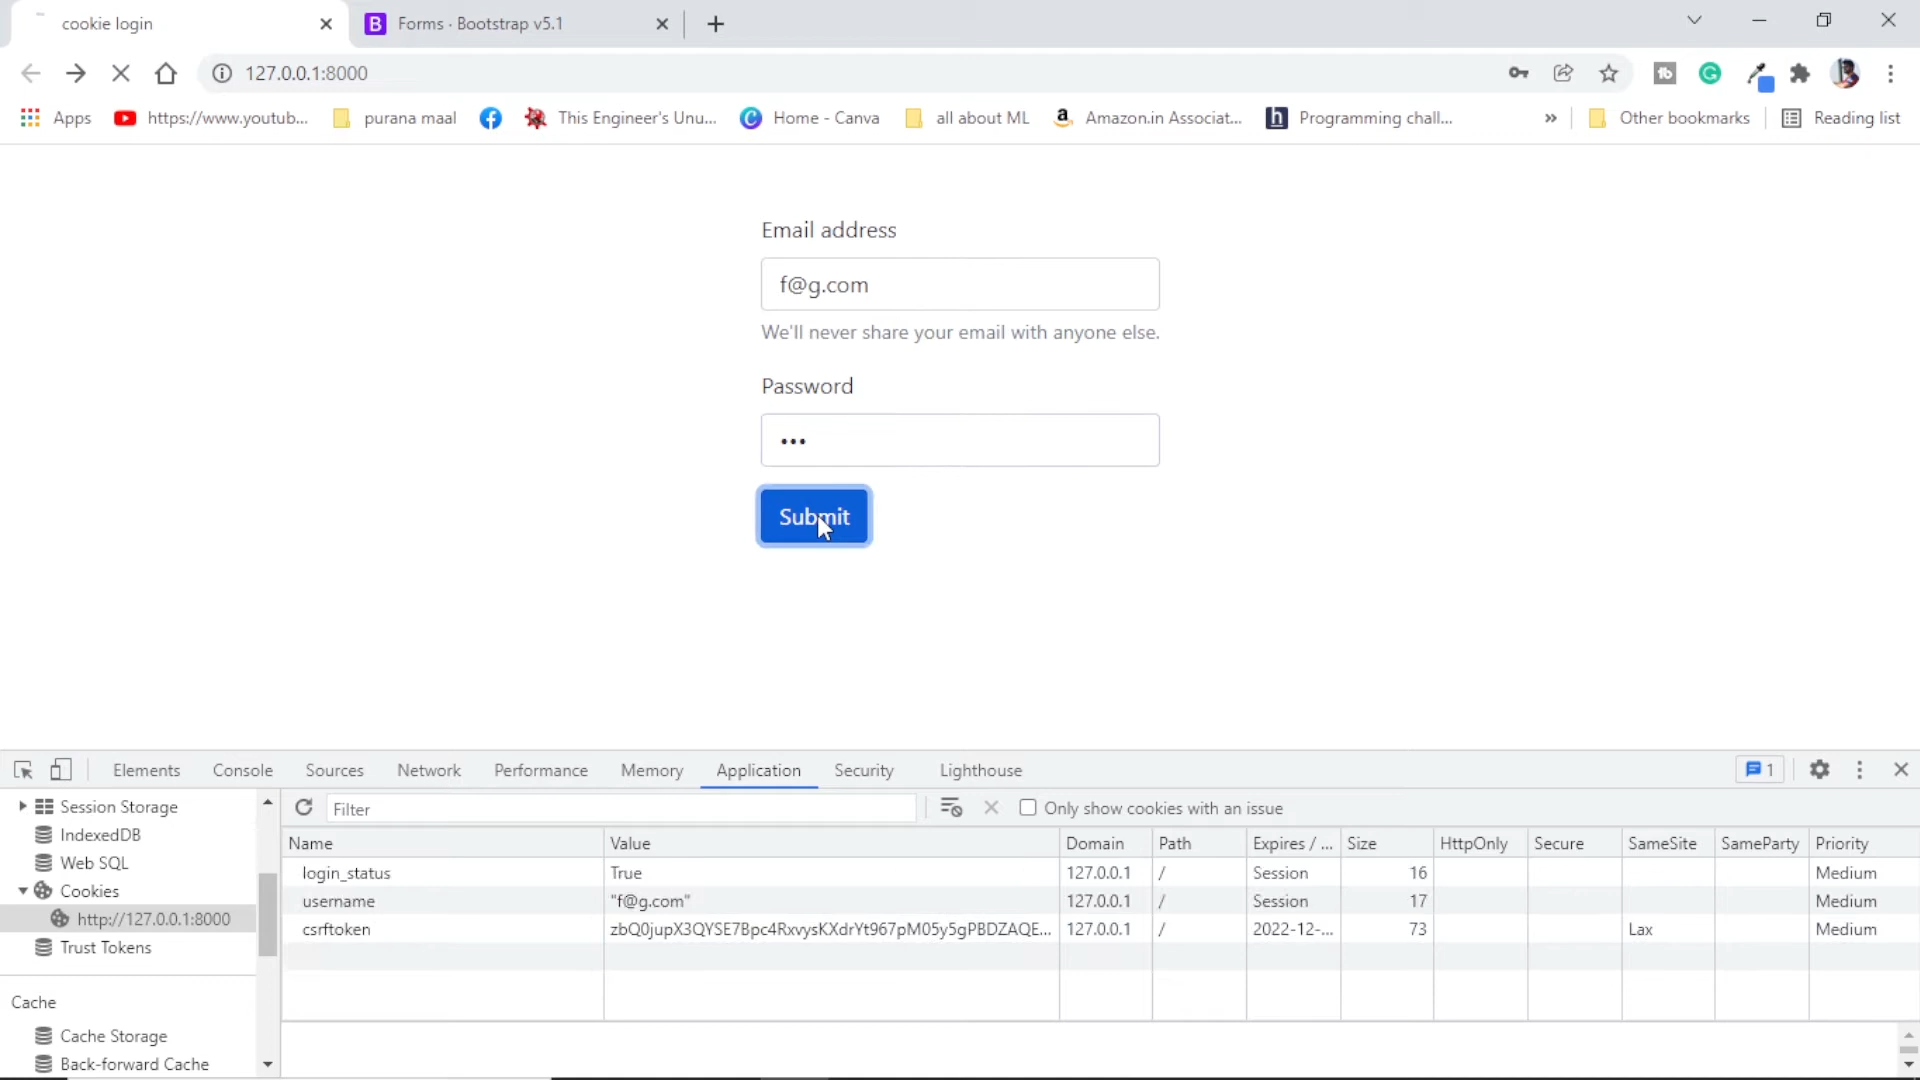 cookie login
Forms · Bootstrap v5.1
127.0.0.1:8000
Apps
https://www.youtub...
purana maal
This Engineer's Unu...
Home - Canva
all about ML
Amazon.in Associat...
Programming chall...
»
Other bookmarks
Reading list
Email address
f@g.com
We'll never share your email with anyone else.
Password
Submit
Elements Console Sources Network Performance Memory Application Security Lighthouse
1
Session Storage
IndexedDB
Web SQL
Cookies
http://127.0.0.1:8000
Trust Tokens
Cache
Cache Storage
Back-forward Cache
Filter
Only show cookies with an issue
Name Value Domain Path Expires / ... Size HttpOnly Secure SameSite SameParty Priority
login_status True 127.0.0.1 / Session 16 Medium
username "f@g.com" 127.0.0.1 / Session 17 Medium
csrftoken zbQ0jupX3QYSE7Bpc4RxvysKXdrYt967pM05y5gPBDZAQE... 127.0.0.1 / 2022-12-... 73 Lax Medium